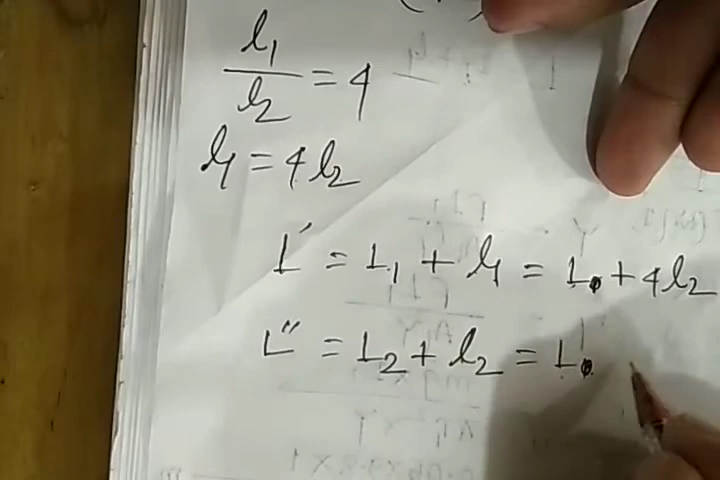 l₁/l₂ = 4
l₁ = 4l₂
L′ = L₁ + l₁ = L₀ + 4l₂
L″ = L₂ + l₂ = L₀